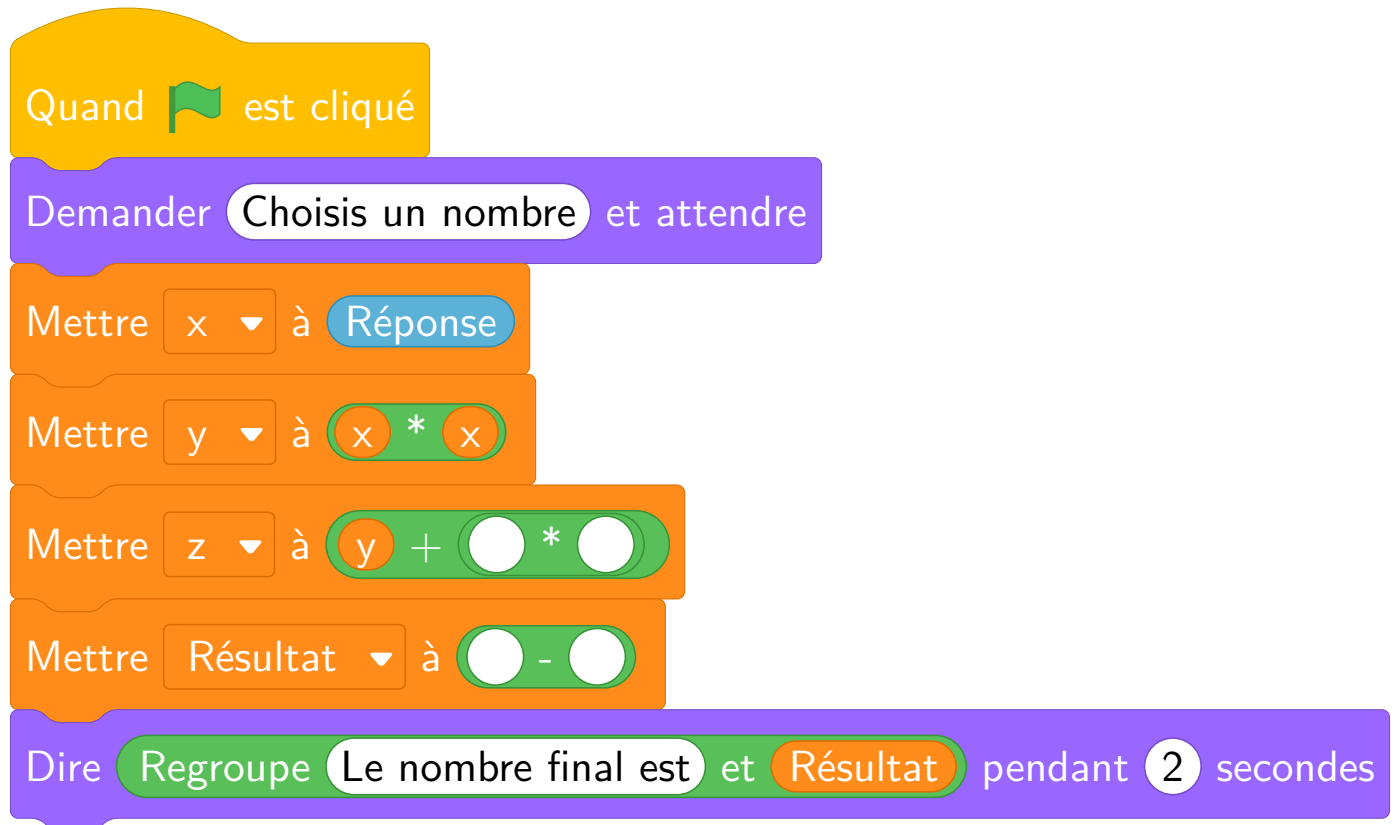 Quand est cliqué
Demander Choisis un nombre et attendre
Mettre x à Réponse
Mettre y à x * x
Mettre z à y + *
Mettre Résultat à -
Dire Regroupe Le nombre final est et Résultat pendant 2 secondes